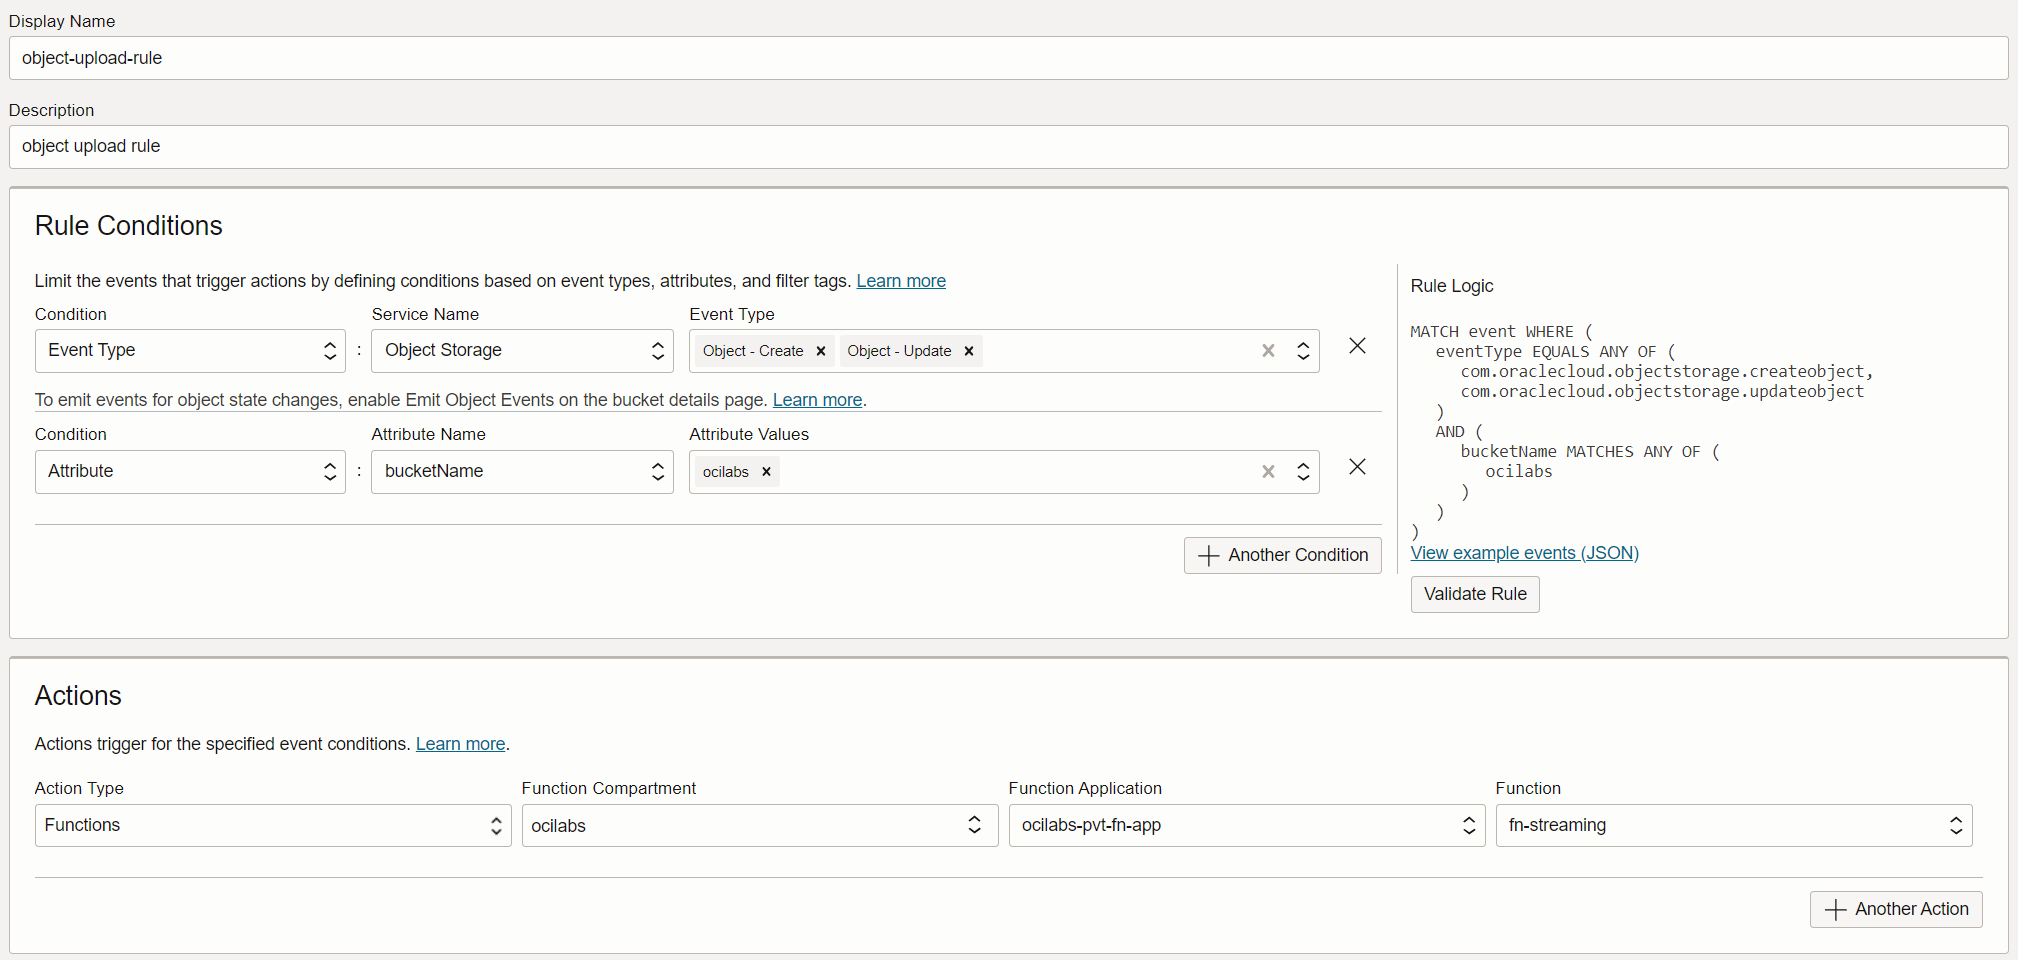 Display Name
object-upload-rule
Description
object upload rule
Rule Conditions
Limit the events that trigger actions by defining conditions based on event types, attributes, and filter tags. Learn more
Condition Service Name Event Type
Event Type : Object Storage Object - Create × Object - Update ×
To emit events for object state changes, enable Emit Object Events on the bucket details page. Learn more.
Condition Attribute Name Attribute Values
Attribute : bucketName ocilabs ×
+ Another Condition
Rule Logic
MATCH event WHERE (
eventType EQUALS ANY OF (
com.oraclecloud.objectstorage.createobject,
com.oraclecloud.objectstorage.updateobject
)
AND (
bucketName MATCHES ANY OF (
ocilabs
)
)
)
View example events (JSON)
Validate Rule
Actions
Actions trigger for the specified event conditions. Learn more.
Action Type Function Compartment Function Application Function
Functions ocilabs ocilabs-pvt-fn-app fn-streaming
+ Another Action